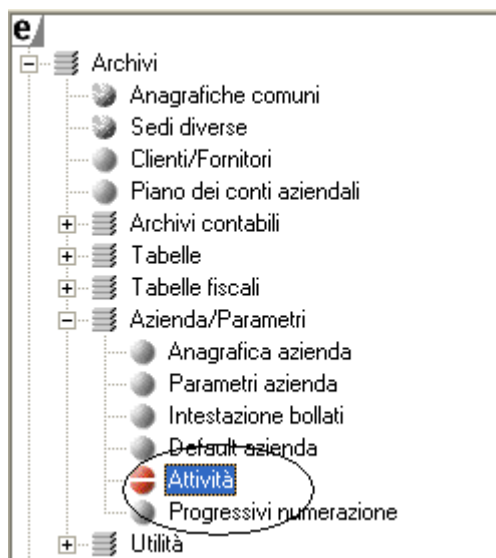 e/
Archivi
Anagrafiche comuni
Sedi diverse
Clienti/Fornitori
Piano dei conti aziendali
Archivi contabili
Tabelle
Tabelle fiscali
Azienda/Parametri
Anagrafica azienda
Parametri azienda
Intestazione bollati
Default azienda
Attività
Progressivi numerazione
Utilità